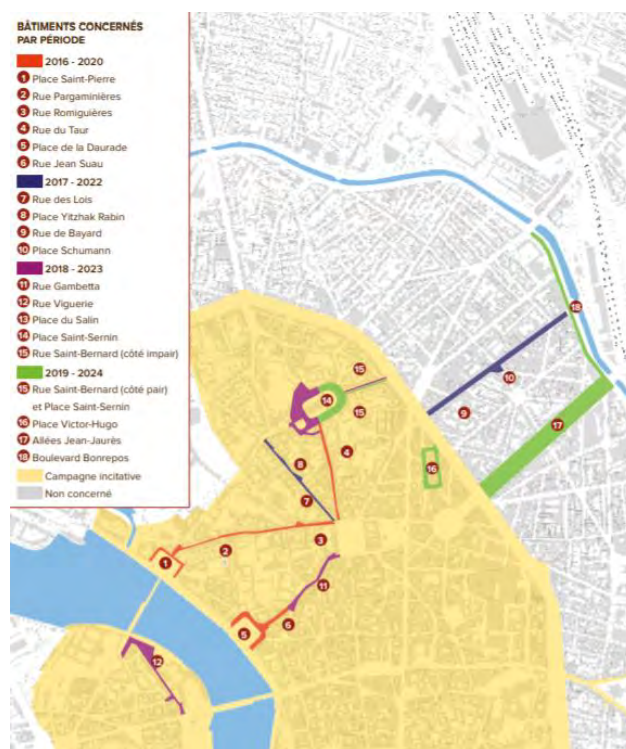 BÂTIMENTS CONCERNÉS
PAR PÉRIODE
2016 - 2020
1 Place Saint-Pierre
2 Rue Pargaminières
3 Rue Romiguières
4 Rue du Taur
5 Place de la Daurade
6 Rue Jean Suau
2017 - 2022
7 Rue des Lois
8 Place Yitzhak Rabin
9 Rue de Bayard
10 Place Schumann
2018 - 2023
11 Rue Gambetta
12 Rue Viguerie
13 Place du Salin
14 Place Saint-Sernin
15 Rue Saint-Bernard (côté impair)
2019 - 2024
15 Rue Saint-Bernard (côté pair)
et Place Saint-Sernin
16 Place Victor-Hugo
17 Allées Jean-Jaurès
18 Boulevard Bonrepos
Campagne incitative
Non concerné
18
15
10
14
15
9
17
4
16
8
7
3
2
1
11
6
5
12